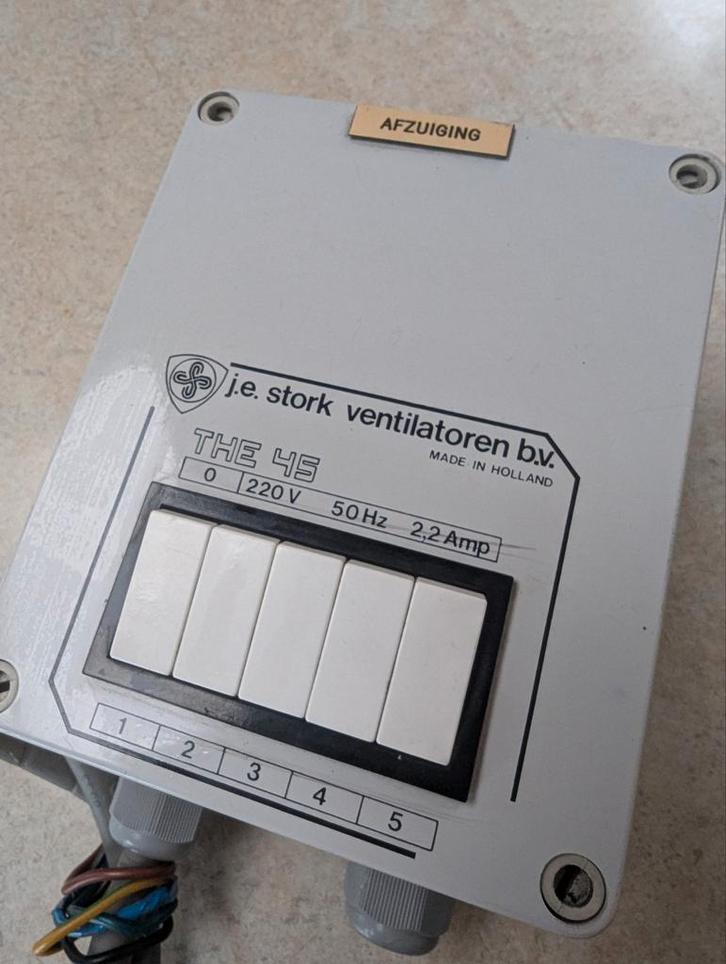 AFZUIGING
j.e. stork ventilatoren b.v.
MADE IN HOLLAND
THE 45
0 220 V 50 Hz 2,2 Amp
1 2 3 4 5